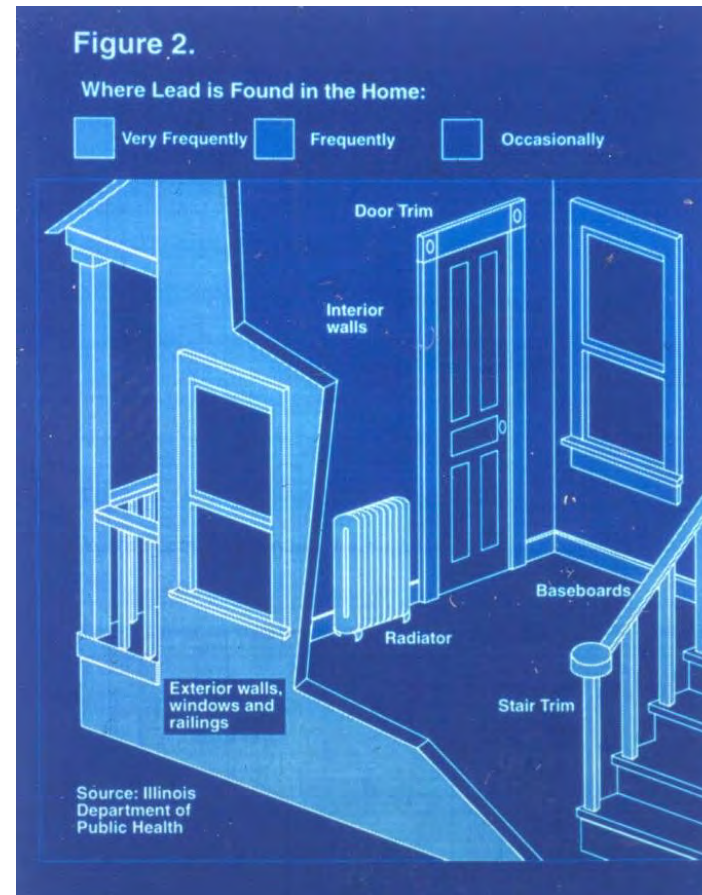 Figure 2.
Where Lead is Found in the Home:
Very Frequently
Frequently
Occasionally
Door Trim
Interior
walls
Baseboards
Radiator
Exterior walls,
windows and
railings
Stair Trim
Source: Illinois
Department of
Public Health